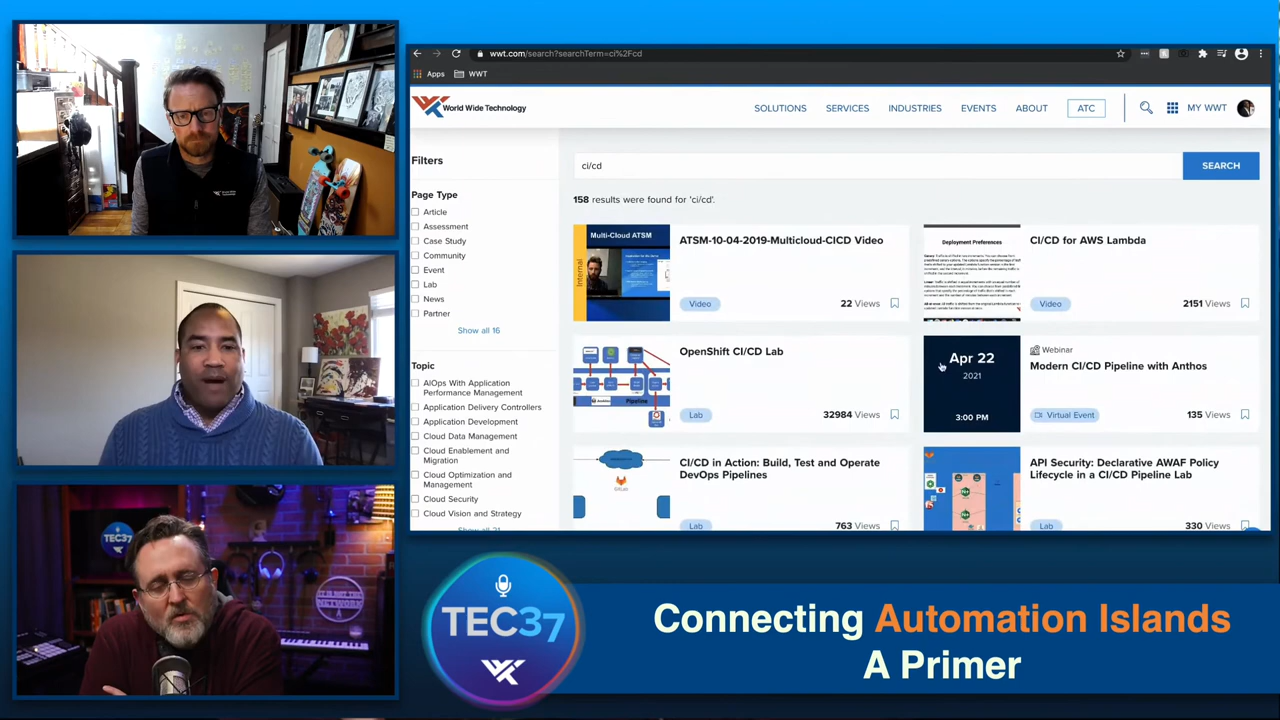 wwt.com/search?searchTerm=ci%2Fcd
Apps
WWT
World Wide Technology
SOLUTIONS
SERVICES
INDUSTRIES
EVENTS
ABOUT
ATC
MY WWT
Filters
Page Type
Article
Assessment
Case Study
Community
Event
Lab
News
Partner
Show all 16
Topic
AIOps With Application
Performance Management
Application Delivery Controllers
Application Development
Cloud Data Management
Cloud Enablement and
Migration
Cloud Optimization and
Management
Cloud Security
Cloud Vision and Strategy
ci/cd
SEARCH
158 results were found for 'ci/cd'.
Multi-Cloud ATSM
Internal
ATSM-10-04-2019-Multicloud-CICD Video
Video
22 Views
Deployment Preferences
CI/CD for AWS Lambda
Video
2151 Views
Pipeline
OpenShift CI/CD Lab
Lab
32984 Views
Apr 22
2021
3:00 PM
Webinar
Modern CI/CD Pipeline with Anthos
Virtual Event
135 Views
CI/CD in Action: Build, Test and Operate
DevOps Pipelines
Lab
763 Views
API Security: Declarative AWAF Policy
Lifecycle in a CI/CD Pipeline Lab
Lab
330 Views
TEC37
TEC37
Connecting Automation Islands
A Primer